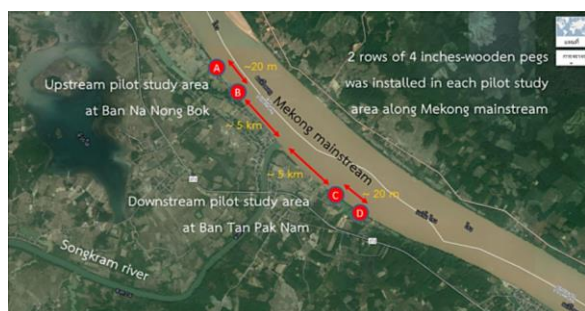 2 rows of 4 inches-wooden pegs
was installed in each pilot study
area along Mekong mainstream
A
~20 m
B
Upstream pilot study area
at Ban Na Nong Bok
~ 5 km
Mekong mainstream
~ 5 km
C
~ 20 m
D
Downstream pilot study area
at Ban Tan Pak Nam
Songkram river